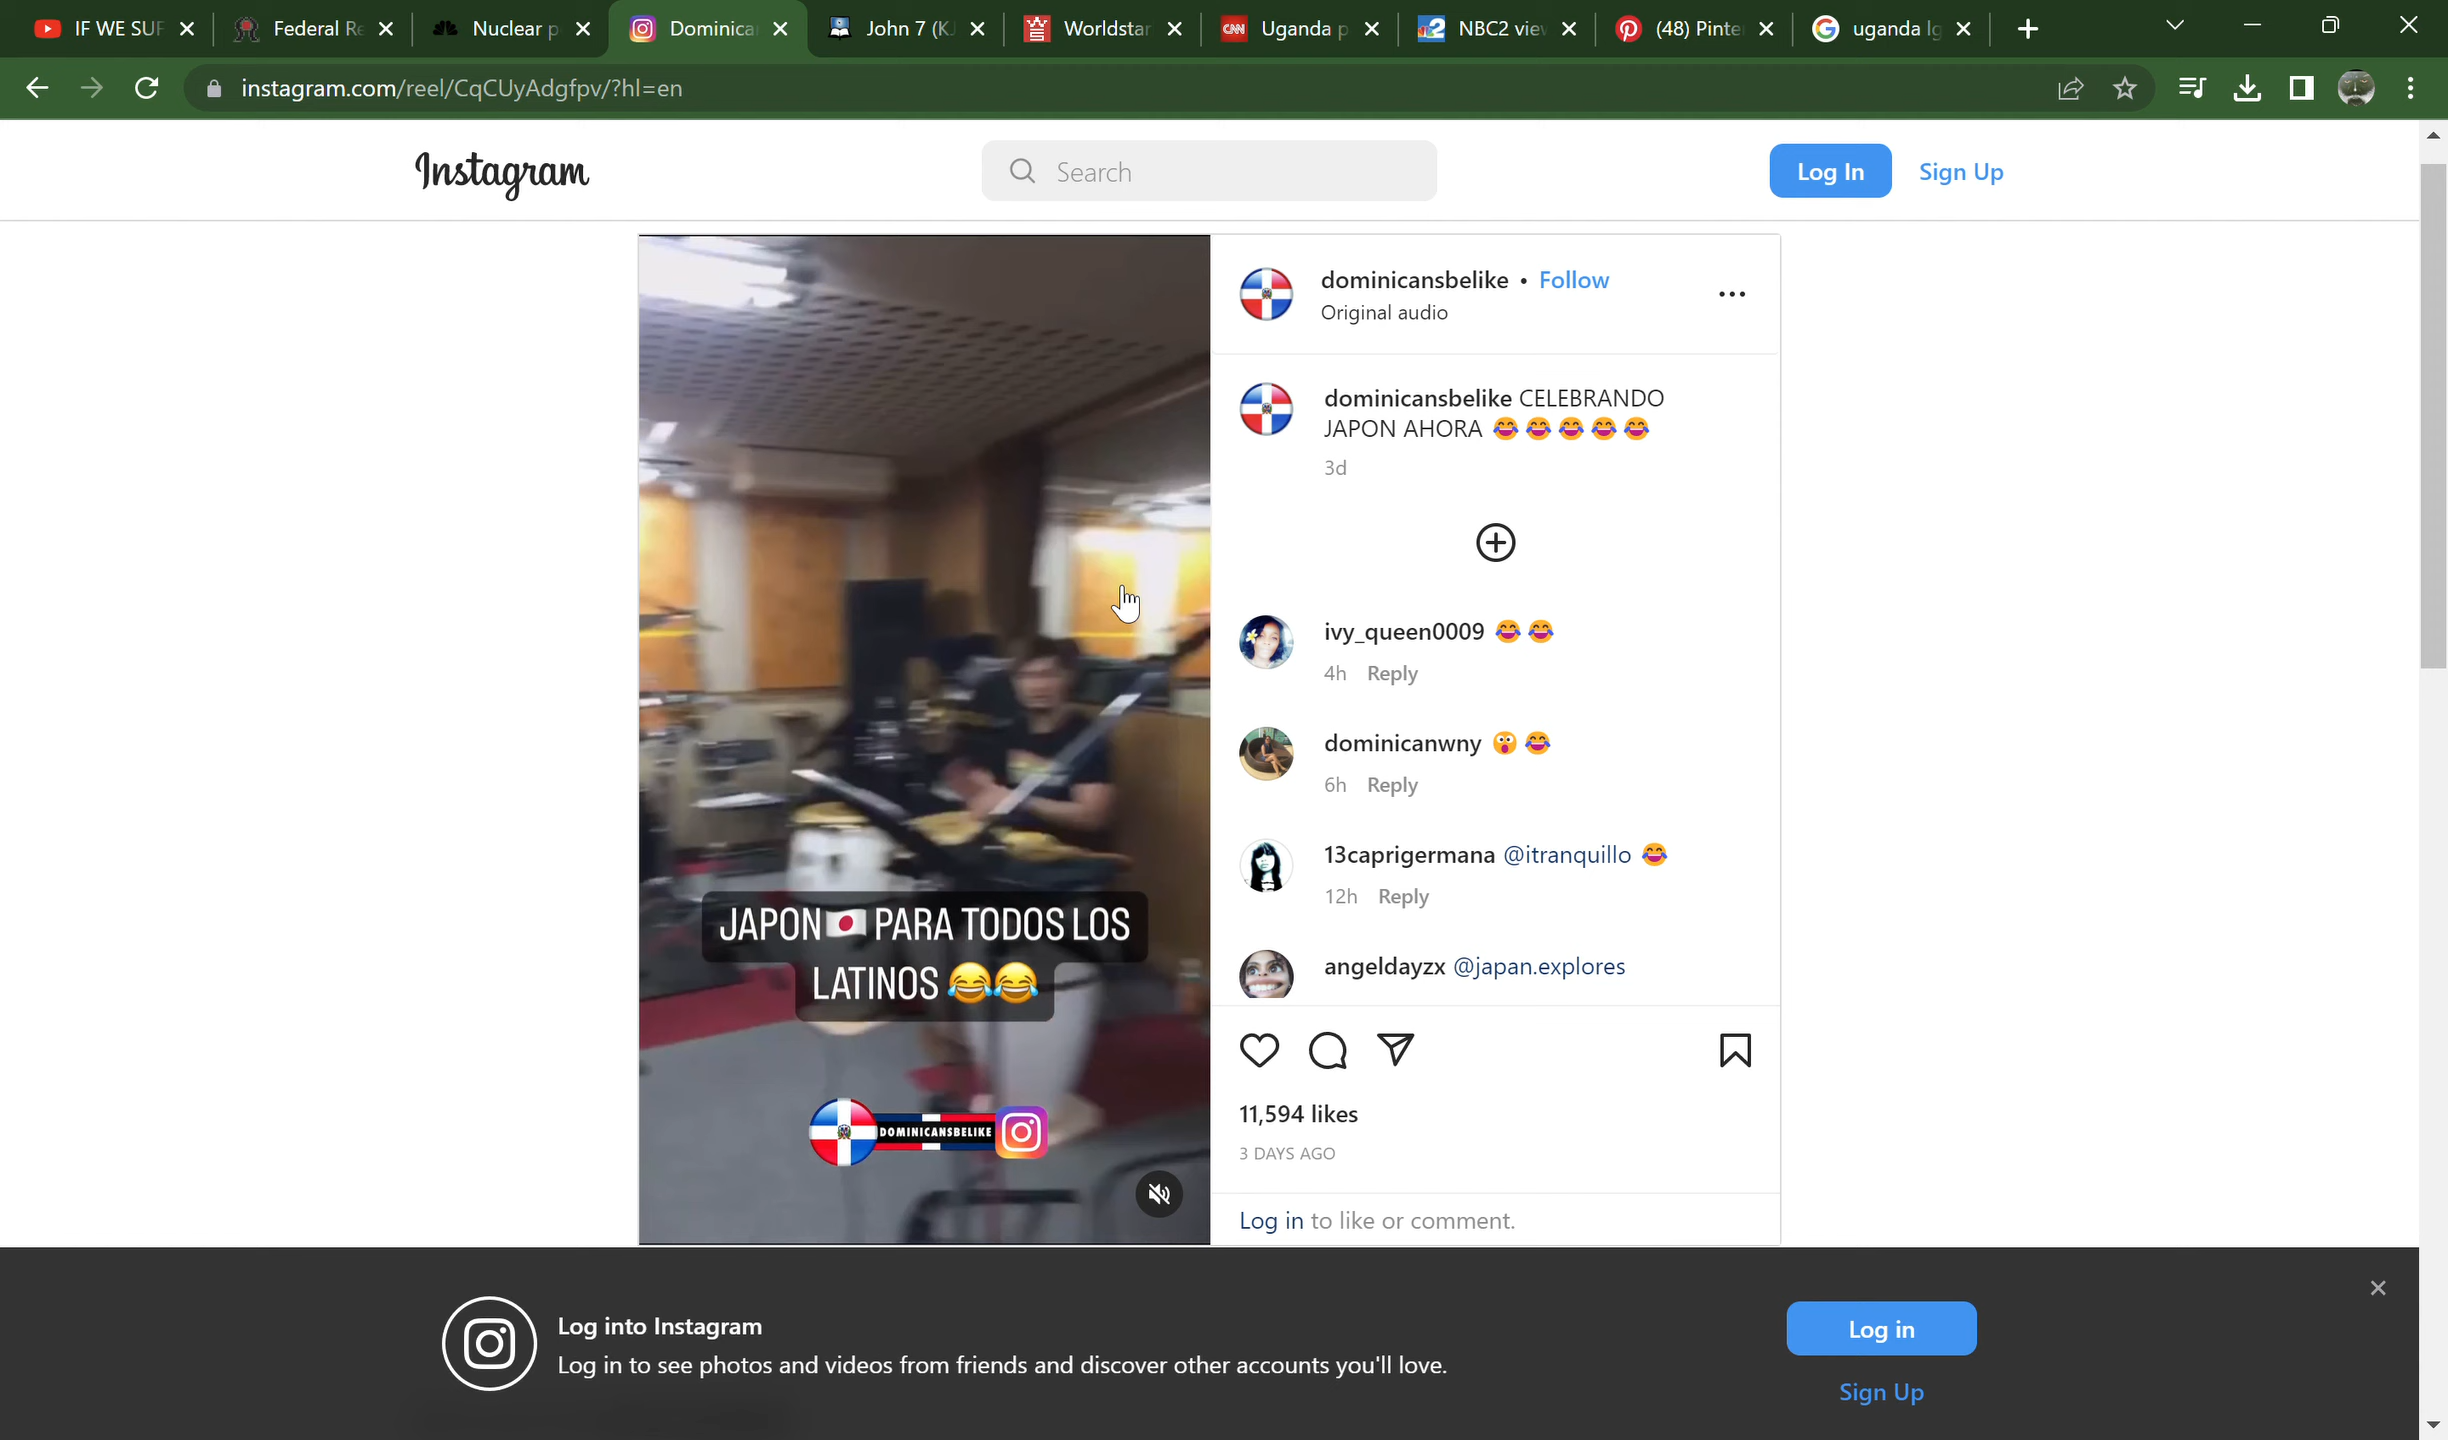 IF WE SUF
Federal Re
Nuclear p
Dominica
John 7 (KJ
Worldstar
CNN
Uganda p
NBC2 view
(48) Pinte
uganda lg
instagram.com/reel/CqCUyAdgfpv/?hl=en
Instagram
Search
Log In
Sign Up
JAPON🇯🇵PARA TODOS LOS
LATINOS 😂😂
DOMINICANSBELIKE
dominicansbelike • Follow
Original audio
dominicansbelike CELEBRANDO
JAPON AHORA 😂😂😂😂😂
3d
ivy_queen0009 😂😂
4h Reply
dominicanwny 😲😂
6h Reply
13caprigermana @itranquillo 😂
12h Reply
angeldayzx @japan.explores
11,594 likes
3 DAYS AGO
Log in to like or comment.
Log into Instagram
Log in to see photos and videos from friends and discover other accounts you'll love.
Log in
Sign Up